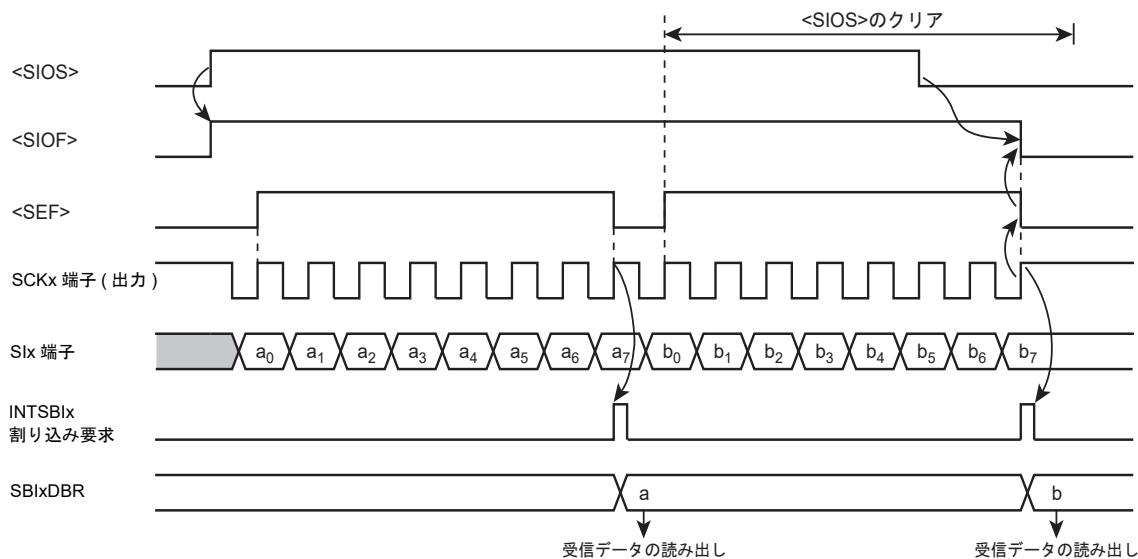 <SIOS>のクリア
<SIOS>
<SIOF>
<SEF>
SCKx 端子 ( 出力 )
SIx 端子
a0 a1 a2 a3 a4 a5 a6 a7 b0 b1 b2 b3 b4 b5 b6 b7
INTSBIx
割り込み要求
SBIxDBR
a b
受信データの読み出し 受信データの読み出し